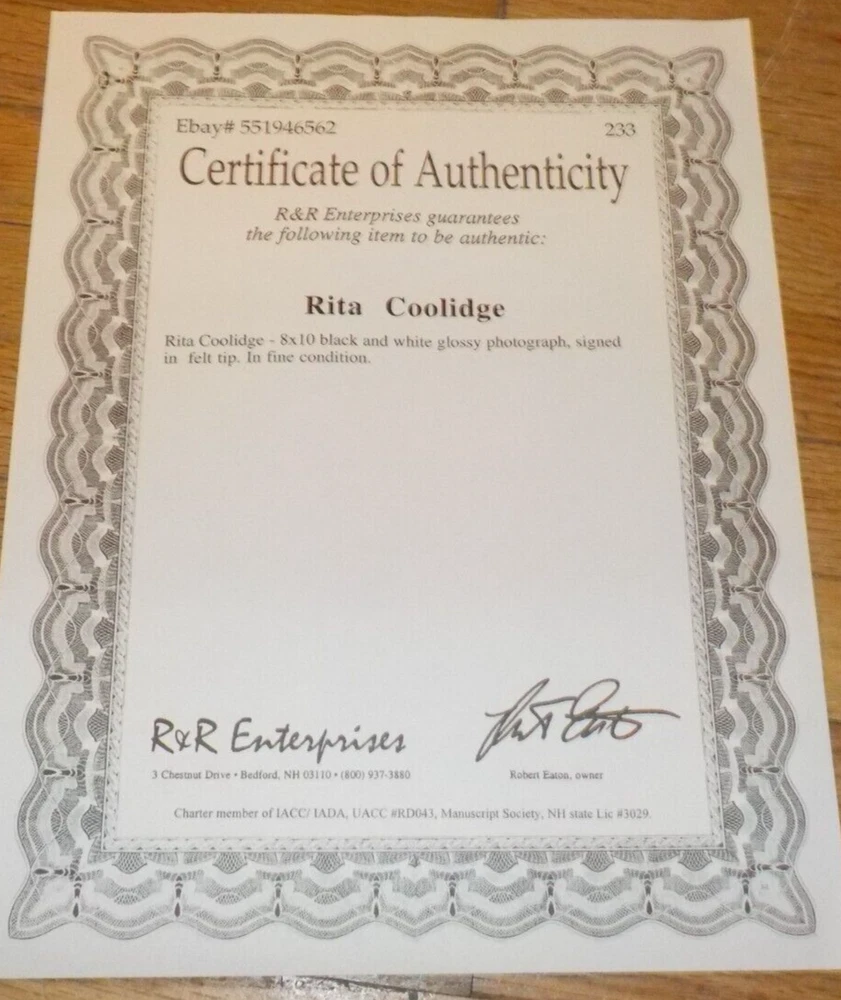 Ebay# 551946562 233
Certificate of Authenticity
R&R Enterprises guarantees
the following item to be authentic:
Rita Coolidge
Rita Coolidge - 8x10 black and white glossy photograph, signed
in felt tip. In fine condition.
R&R Enterprises
3 Chestnut Drive • Bedford, NH 03110 • (800) 937-3880
Robert Eaton, owner
Charter member of IACC/ IADA, UACC #RD043, Manuscript Society, NH state Lic #3029.